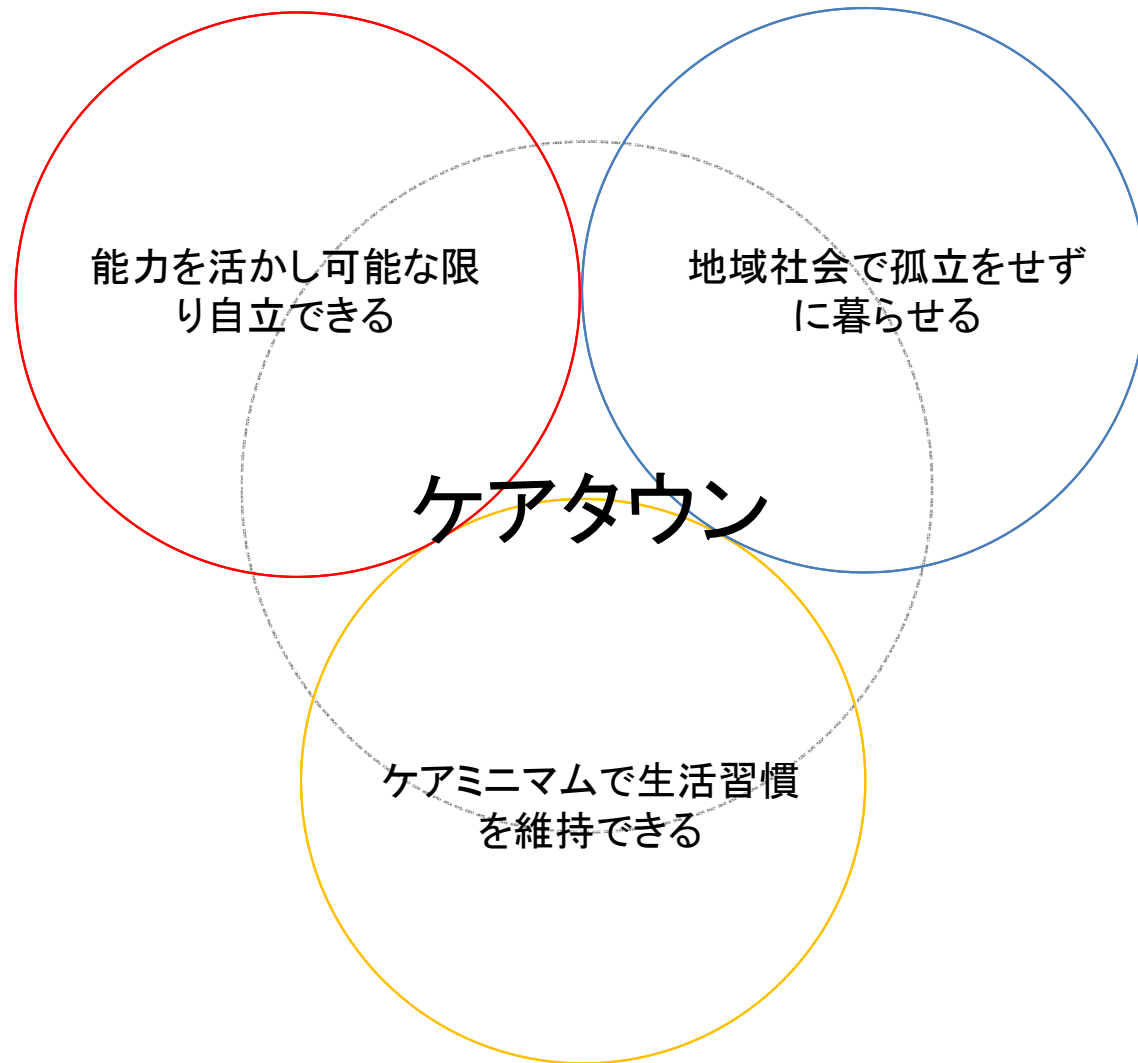 能力を活かし可能な限
り自立できる
地域社会で孤立をせず
に暮らせる
ケアタウン
ケアミニマムで生活習慣
を維持できる